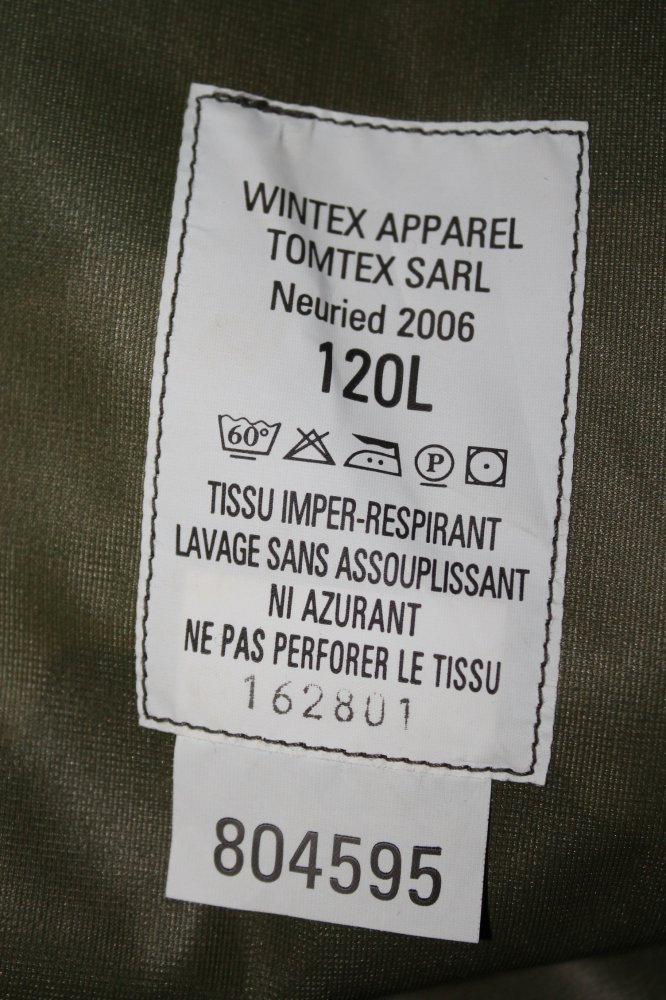 WINTEX APPAREL
TOMTEX SARL
Neuried 2006
120L
60° P
TISSU IMPER-RESPIRANT
LAVAGE SANS ASSOUPLISSANT
NI AZURANT
NE PAS PERFORER LE TISSU
162801
804595